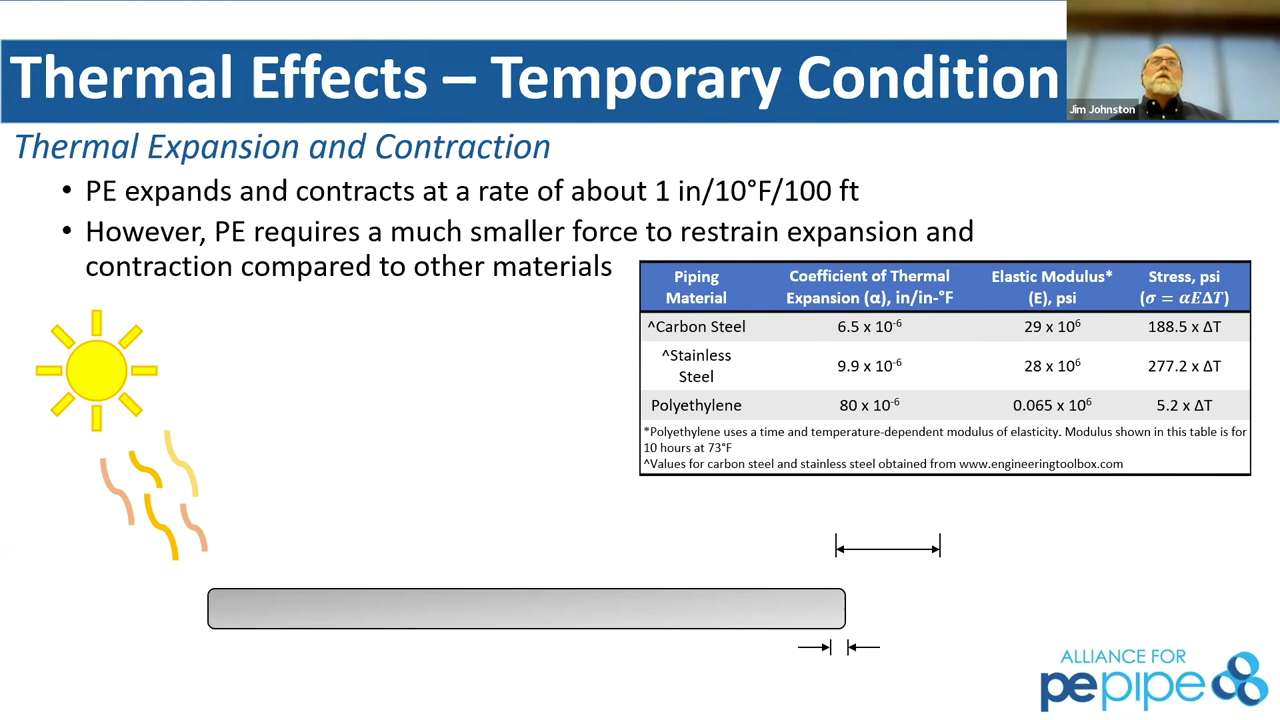 Thermal Effects – Temporary Condition
Jim Johnston
Thermal Expansion and Contraction
• PE expands and contracts at a rate of about 1 in/10°F/100 ft
• However, PE requires a much smaller force to restrain expansion and
contraction compared to other materials
Piping Material | Coefficient of Thermal Expansion (α), in/in-°F | Elastic Modulus* (E), psi | Stress, psi (σ = αEΔT)
^Carbon Steel | 6.5 x 10⁻⁶ | 29 x 10⁶ | 188.5 x ΔT
^Stainless Steel | 9.9 x 10⁻⁶ | 28 x 10⁶ | 277.2 x ΔT
Polyethylene | 80 x 10⁻⁶ | 0.065 x 10⁶ | 5.2 x ΔT
*Polyethylene uses a time and temperature-dependent modulus of elasticity. Modulus shown in this table is for
10 hours at 73°F
^Values for carbon steel and stainless steel obtained from www.engineeringtoolbox.com
ALLIANCE FOR
pepipe